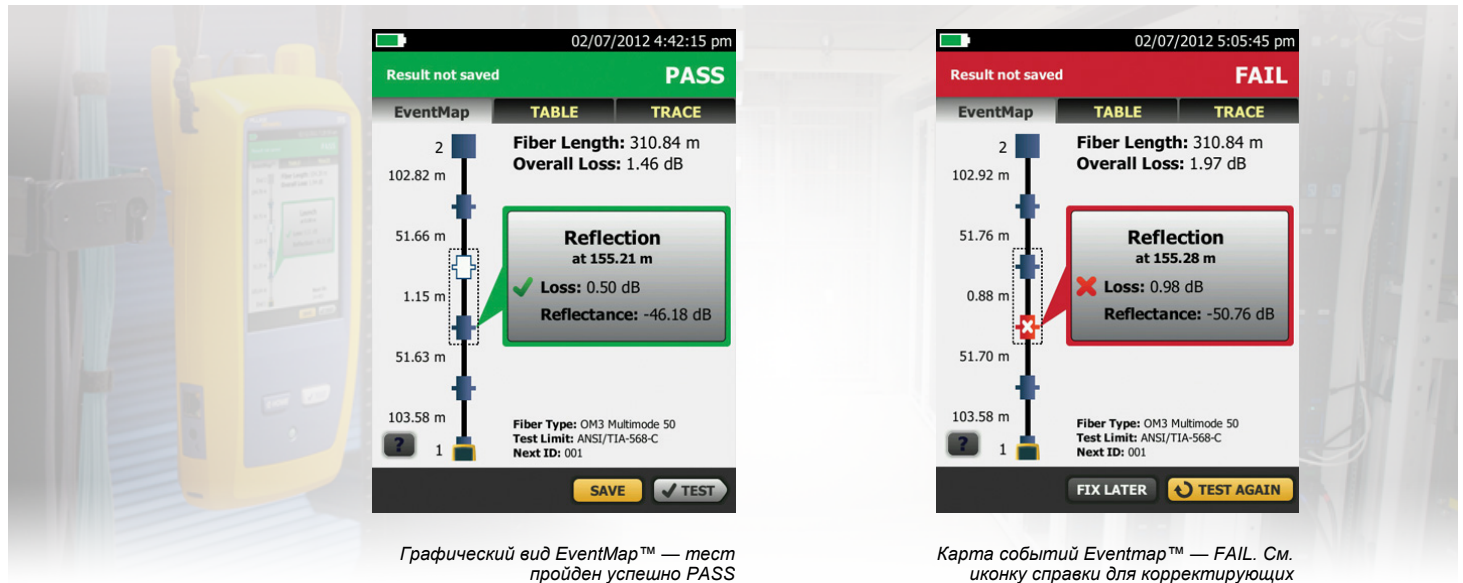 02/07/2012 4:42:15 pm
Result not saved PASS
EventMap TABLE TRACE
2
Fiber Length: 310.84 m
Overall Loss: 1.46 dB
102.82 m
51.66 m
Reflection
at 155.21 m
Loss: 0.50 dB
1.15 m
Reflectance: -46.18 dB
51.63 m
103.58 m
Fiber Type: OM3 Multimode 50
Test Limit: ANSI/TIA-568-C
Next ID: 001
?
1
SAVE TEST
Графический вид EventMap™ — тест
пройден успешно PASS
02/07/2012 5:05:45 pm
Result not saved FAIL
EventMap TABLE TRACE
2
Fiber Length: 310.84 m
Overall Loss: 1.97 dB
102.92 m
51.76 m
Reflection
at 155.28 m
Loss: 0.98 dB
0.88 m
Reflectance: -50.76 dB
51.70 m
103.58 m
Fiber Type: OM3 Multimode 50
Test Limit: ANSI/TIA-568-C
Next ID: 001
?
1
FIX LATER TEST AGAIN
Карта событий Eventmap™ — FAIL. См.
иконку справки для корректирующих